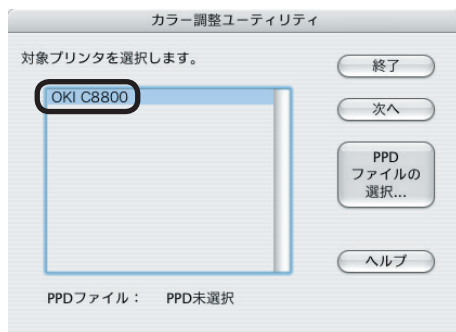 カラー調整ユーティリティ
対象プリンタを選択します。
OKI C8800
終了
次へ
PPD
ファイルの
選択...
ヘルプ
PPDファイル： PPD未選択